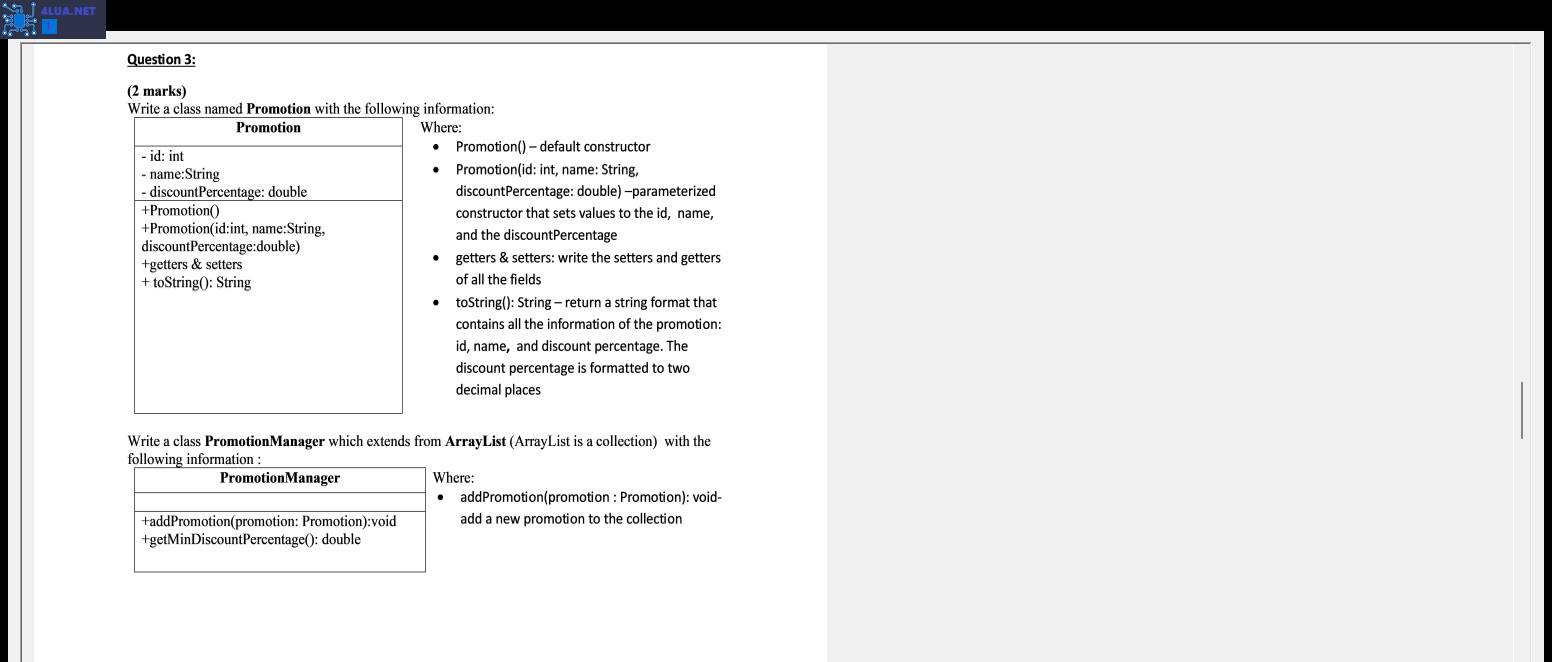 4LUA.NET
Question 3:
(2 marks)
Write a class named Promotion with the following information:
Promotion
- id: int
- name:String
- discountPercentage: double
+Promotion()
+Promotion(id:int, name:String,
discountPercentage:double)
+getters & setters
+ toString(): String
Where:
• Promotion() – default constructor
• Promotion(id: int, name: String,
discountPercentage: double) –parameterized
constructor that sets values to the id, name,
and the discountPercentage
• getters & setters: write the setters and getters
of all the fields
• toString(): String – return a string format that
contains all the information of the promotion:
id, name, and discount percentage. The
discount percentage is formatted to two
decimal places
Write a class PromotionManager which extends from ArrayList (ArrayList is a collection) with the
following information :
PromotionManager
+addPromotion(promotion: Promotion):void
+getMinDiscountPercentage(): double
Where:
• addPromotion(promotion : Promotion): void-
add a new promotion to the collection